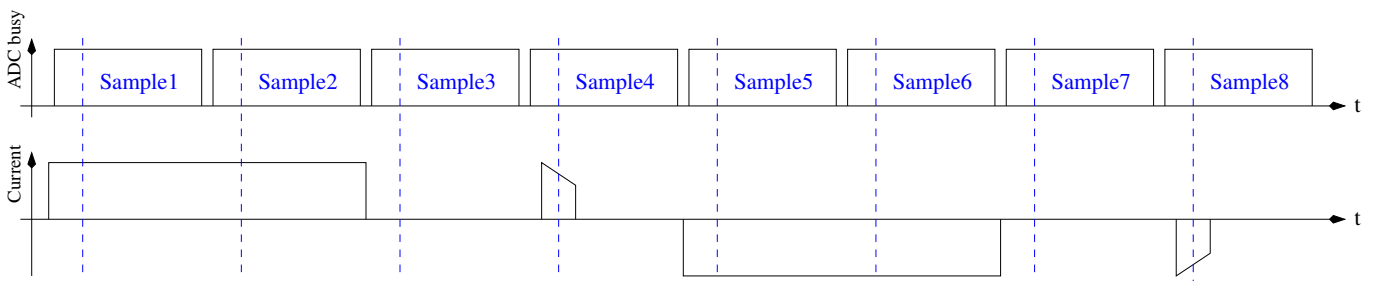 ADC busy
Sample1 Sample2 Sample3 Sample4 Sample5 Sample6 Sample7 Sample8
t
Current
t